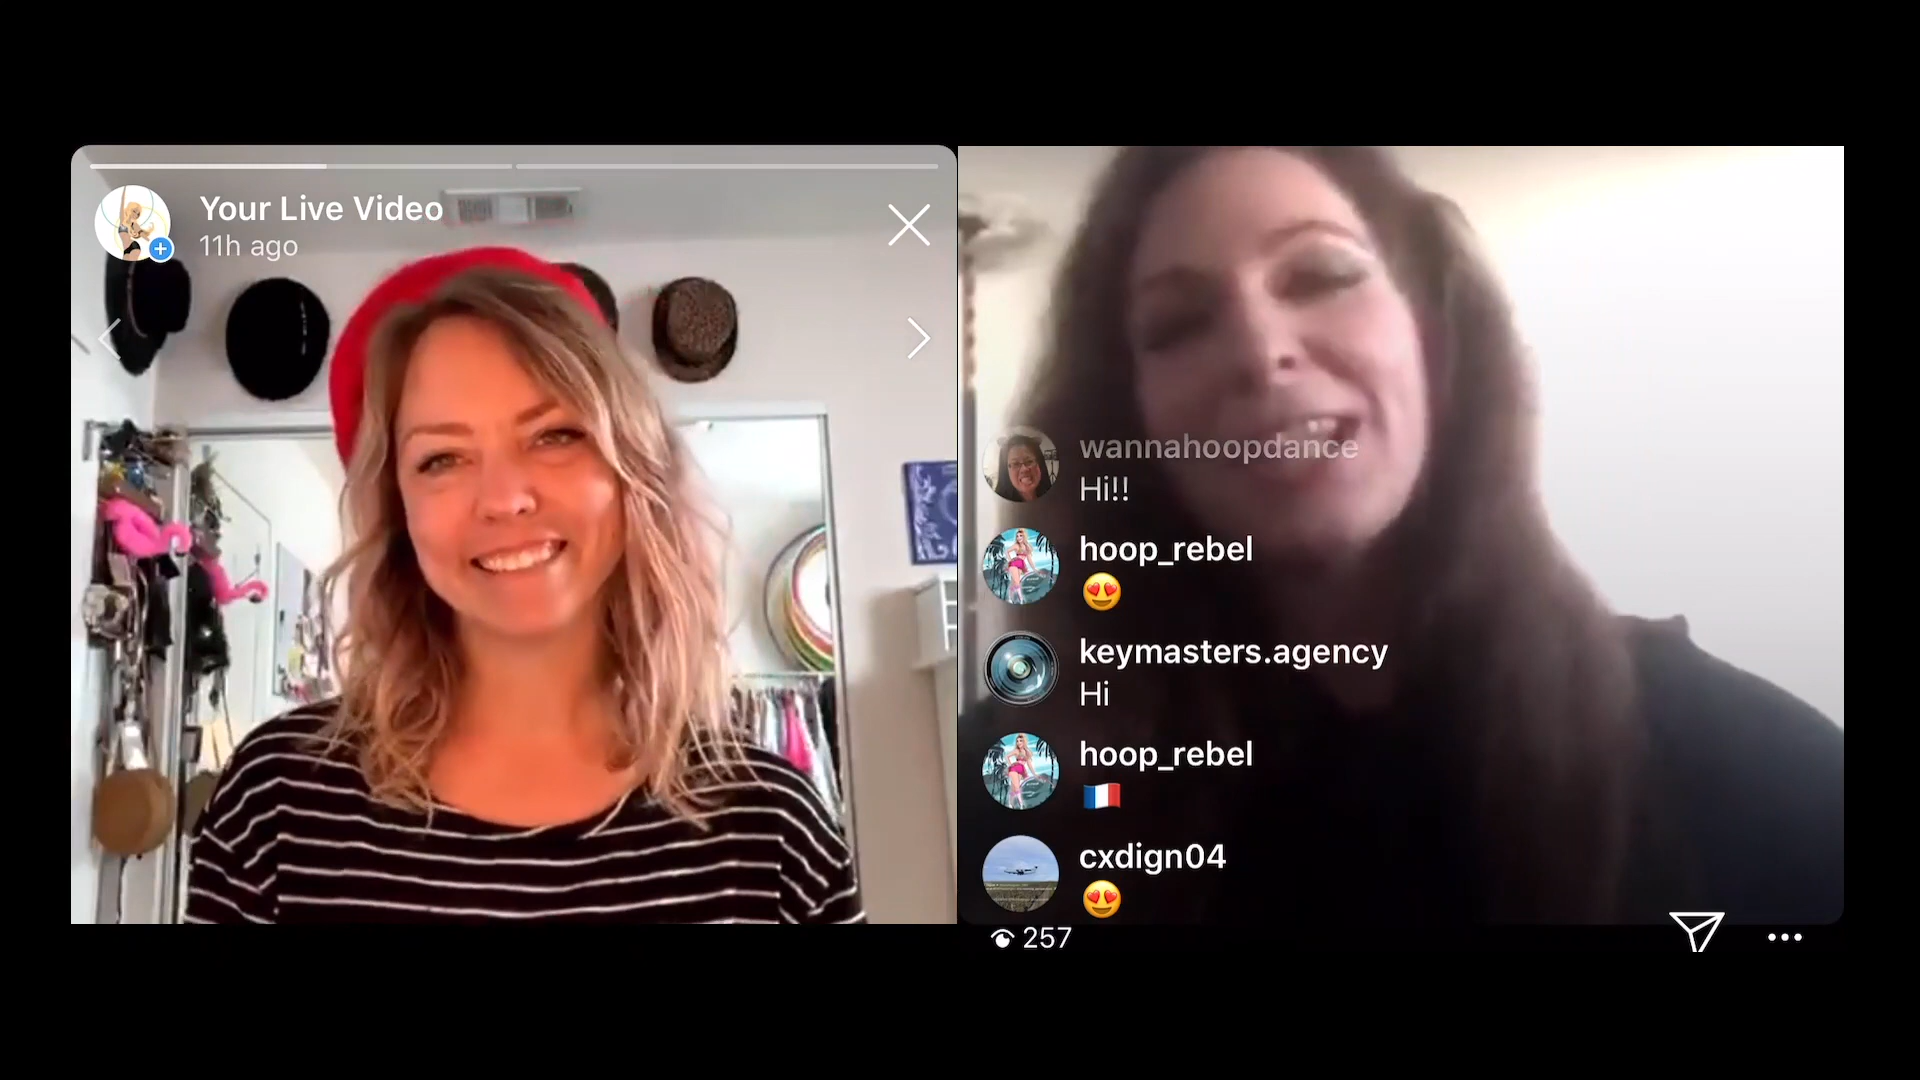 Your Live Video
11h ago
wannahoopdance
Hi!!
hoop_rebel
😍
keymasters.agency
Hi
hoop_rebel
🇫🇷
cxdign04
😍
257